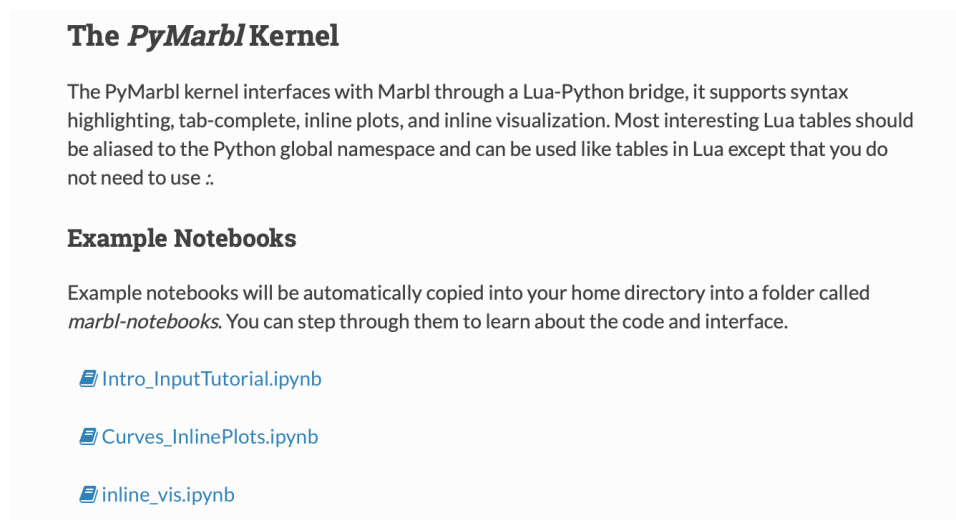 The PyMarbl Kernel
The PyMarbl kernel interfaces with Marbl through a Lua-Python bridge, it supports syntax
highlighting, tab-complete, inline plots, and inline visualization. Most interesting Lua tables should
be aliased to the Python global namespace and can be used like tables in Lua except that you do
not need to use :.
Example Notebooks
Example notebooks will be automatically copied into your home directory into a folder called
marbl-notebooks. You can step through them to learn about the code and interface.
Intro_InputTutorial.ipynb
Curves_InlinePlots.ipynb
inline_vis.ipynb